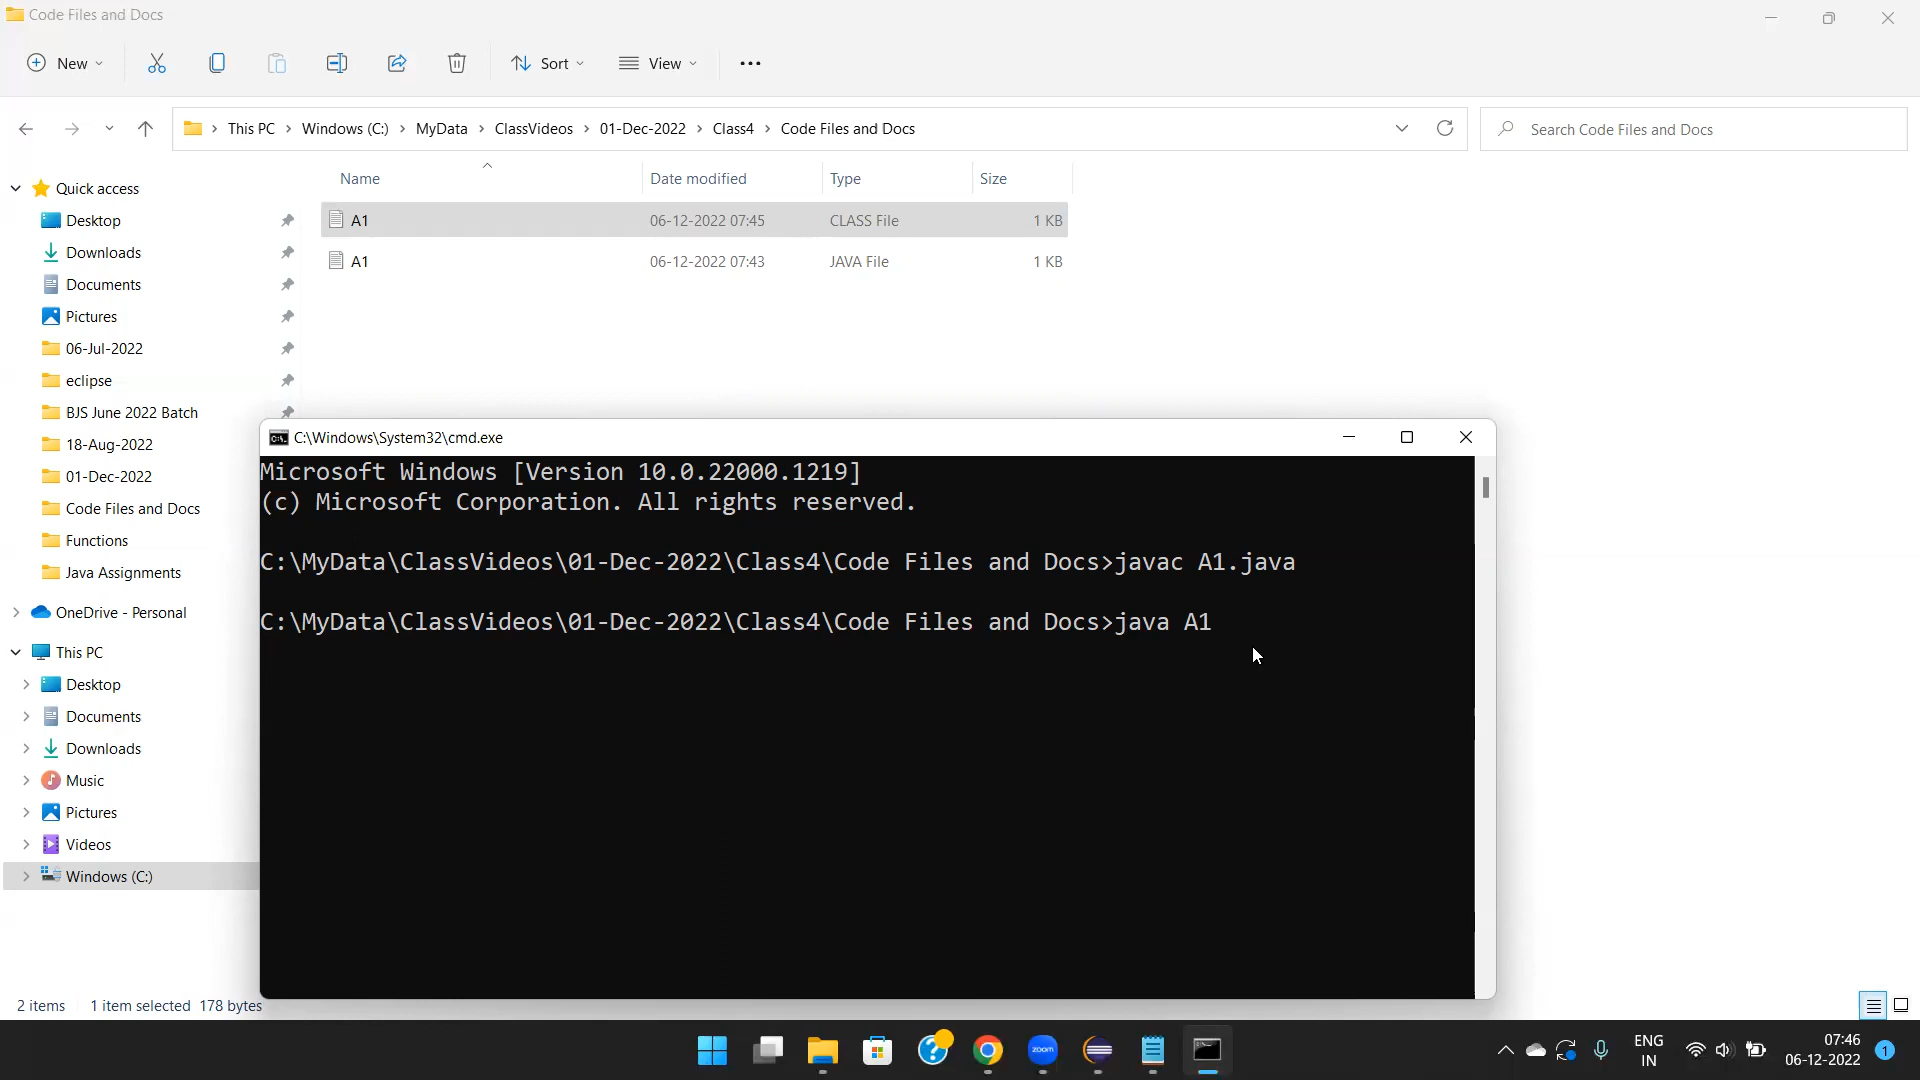 Code Files and Docs
New
Sort
View
This PC > Windows (C:) > MyData > ClassVideos > 01-Dec-2022 > Class4 > Code Files and Docs
Search Code Files and Docs
Name Date modified Type Size
A1 06-12-2022 07:45 CLASS File 1 KB
A1 06-12-2022 07:43 JAVA File 1 KB
Quick access
Desktop
Downloads
Documents
Pictures
06-Jul-2022
eclipse
BJS June 2022 Batch
18-Aug-2022
01-Dec-2022
Code Files and Docs
Functions
Java Assignments
OneDrive - Personal
This PC
Desktop
Documents
Downloads
Music
Pictures
Videos
Windows (C:)
C:\Windows\System32\cmd.exe
Microsoft Windows [Version 10.0.22000.1219]
(c) Microsoft Corporation. All rights reserved.
C:\MyData\ClassVideos\01-Dec-2022\Class4\Code Files and Docs>javac A1.java
C:\MyData\ClassVideos\01-Dec-2022\Class4\Code Files and Docs>java A1
2 items 1 item selected 178 bytes
zoom
ENG
IN
07:46
06-12-2022
1